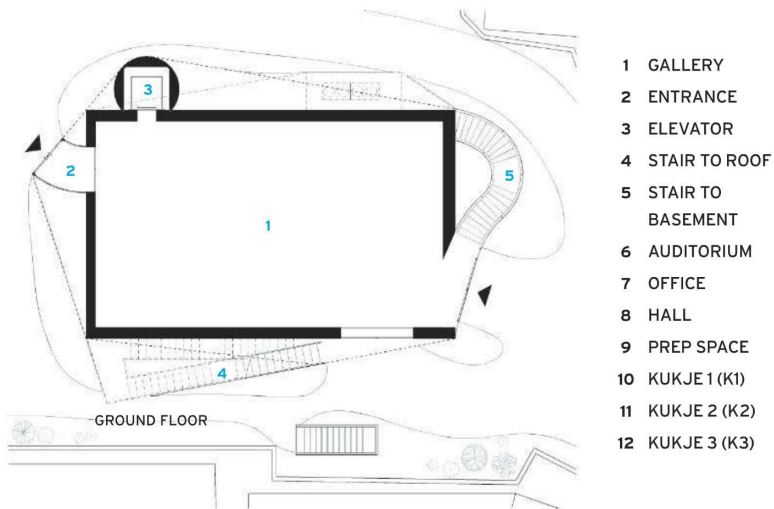 3
2
1
5
4
GROUND FLOOR
1 GALLERY
2 ENTRANCE
3 ELEVATOR
4 STAIR TO ROOF
5 STAIR TO
BASEMENT
6 AUDITORIUM
7 OFFICE
8 HALL
9 PREP SPACE
10 KUKJE 1 (K1)
11 KUKJE 2 (K2)
12 KUKJE 3 (K3)